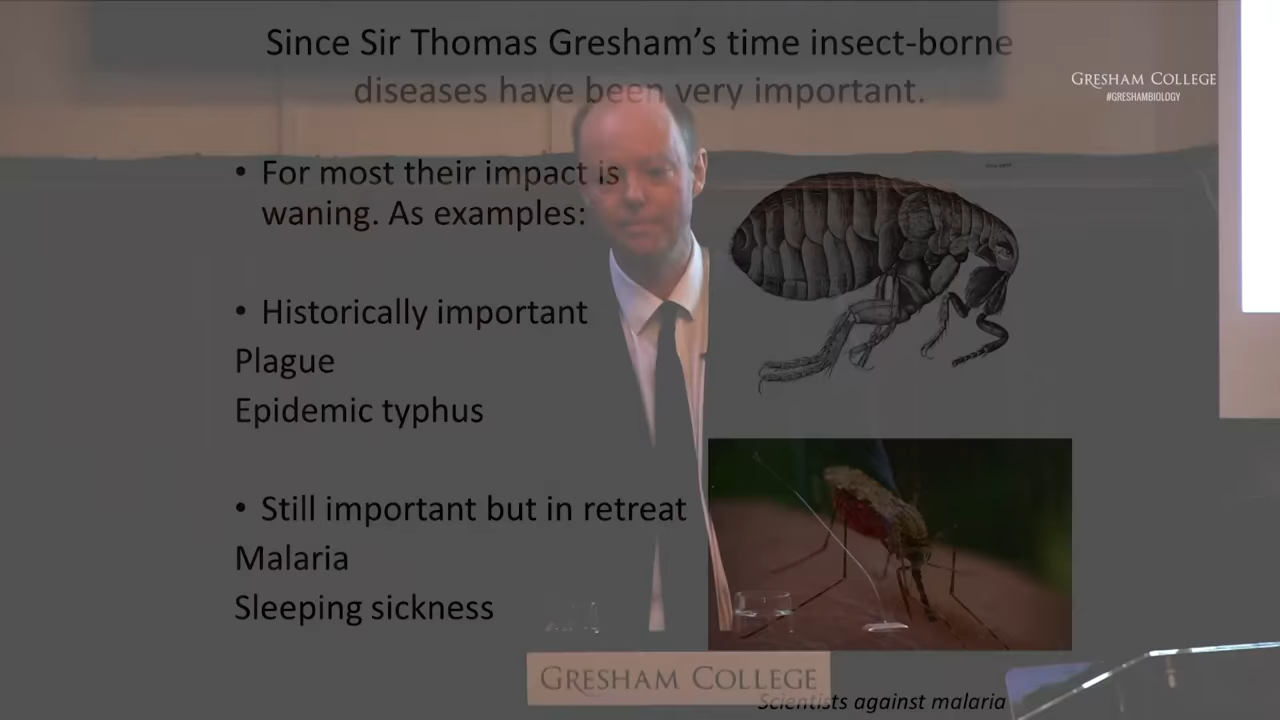 Since Sir Thomas Gresham's time insect-borne
diseases have been very important.
GRESHAM COLLEGE
#GRESHAMBIOLOGY
• For most their impact is
waning. As examples:
• Historically important
Plague
Epidemic typhus
• Still important but in retreat
Malaria
Sleeping sickness
GRESHAM COLLEGE
Scientists against malaria